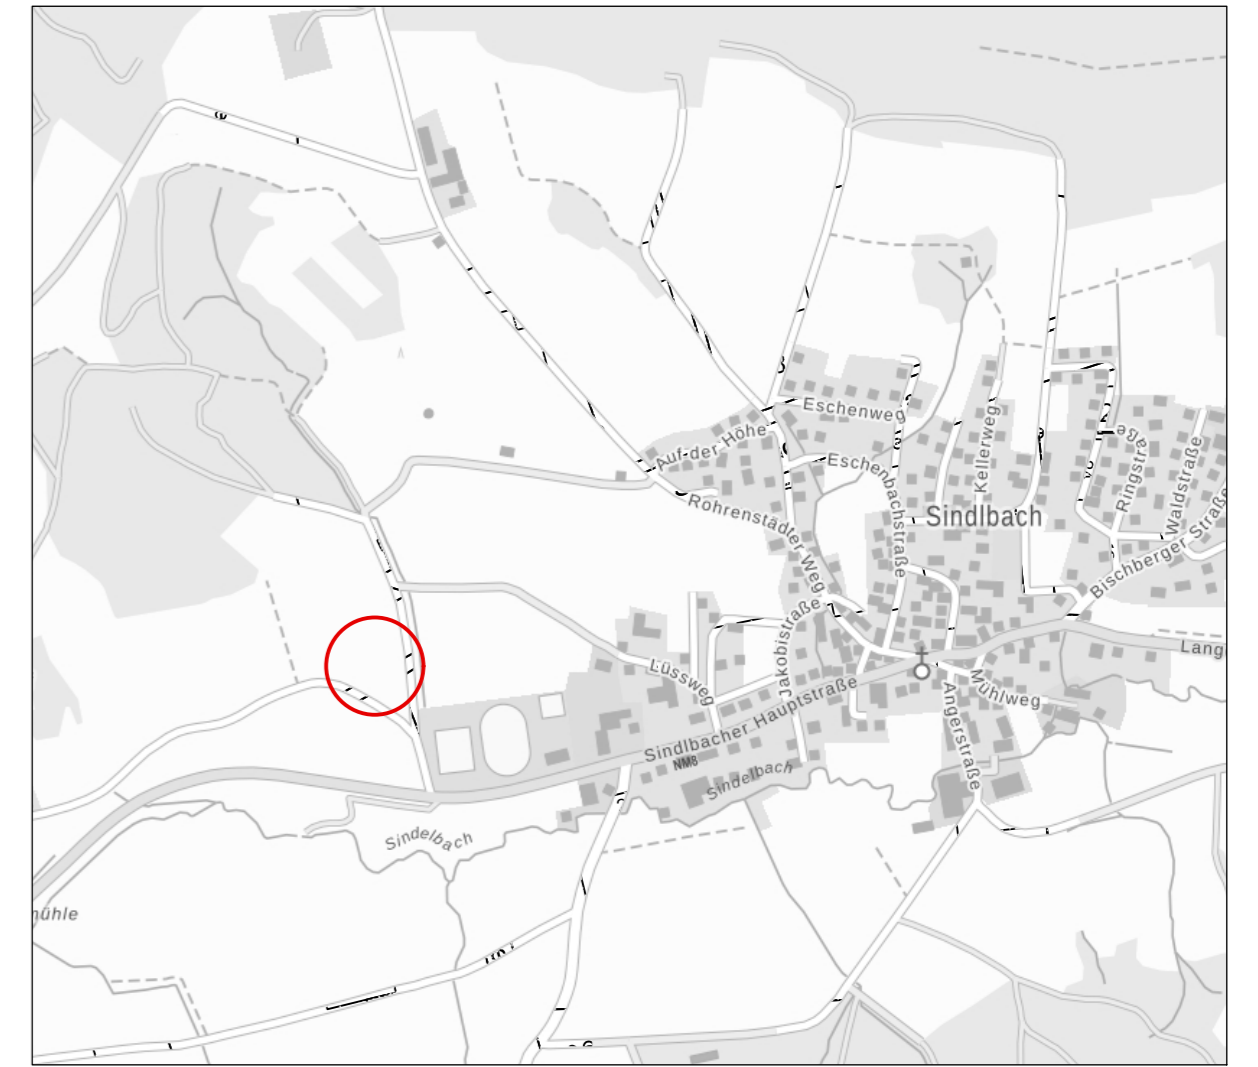 Eschenweg
Auf der Höhe
Eschenbachstraße
Kellerweg
Ringstraße
Waldstraße
Rohrenstädter Weg
Sindlbach
Bischberger Straße
Jakobistraße
Lüssweg
Lang
Mühlweg
Angerstraße
Sindlbacher Hauptstraße
NM8
Sindelbach
Sindelbach
ühle